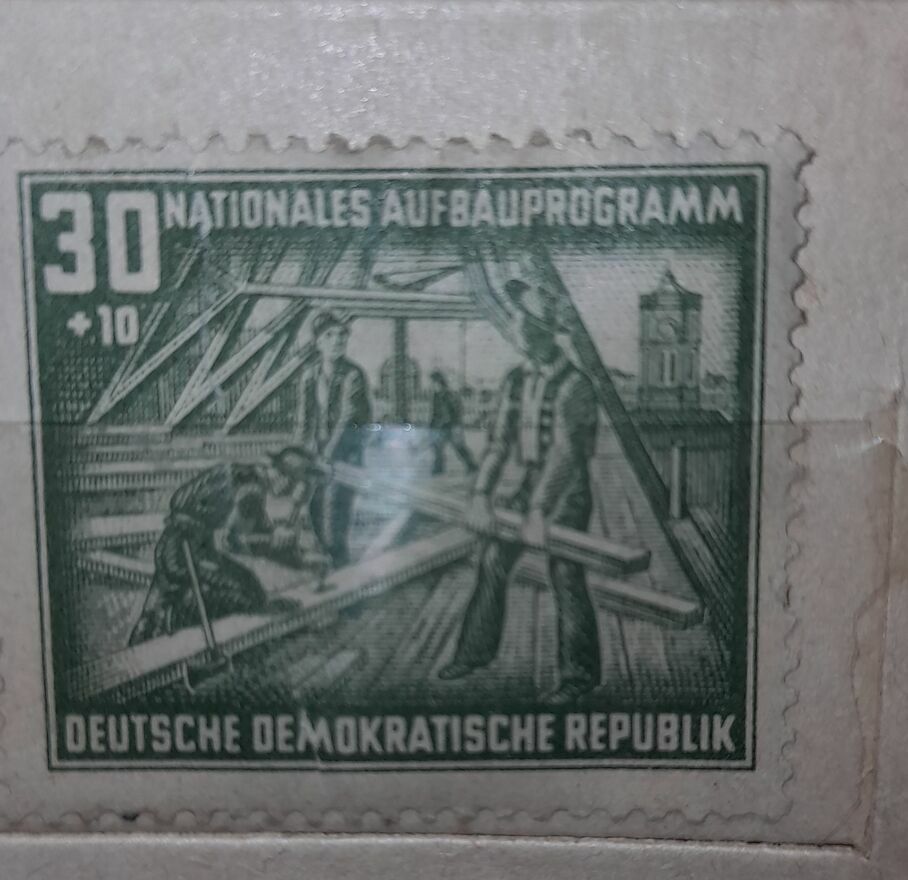 30 NATIONALES AUFBAUPROGRAMM
+10
DEUTSCHE DEMOKRATISCHE REPUBLIK